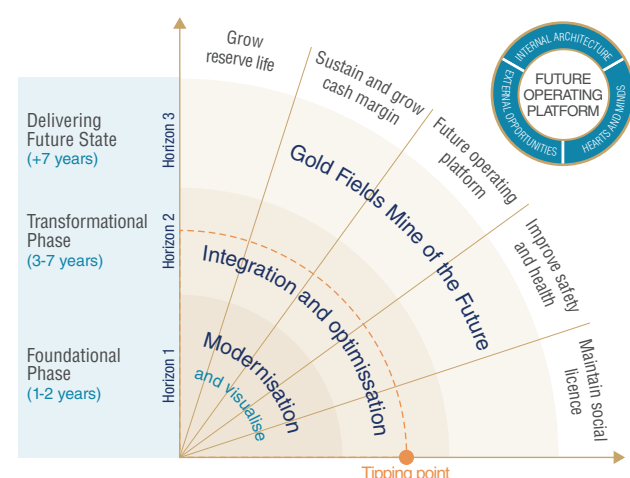 Grow
reserve life
Sustain and grow
cash margin
Future operating
platform
Improve safety
and health
Maintain social
licence
INTERNAL ARCHITECTURE
EXTERNAL OPPORTUNITIES
HEARTS AND MINDS
FUTURE
OPERATING
PLATFORM
Delivering
Future State
(+7 years)
Horizon 3
Gold Fields Mine of the Future
Transformational
Phase
(3-7 years)
Horizon 2
Integration and optimissation
Foundational
Phase
(1-2 years)
Horizon 1
Modernisation
and visualise
Tipping point